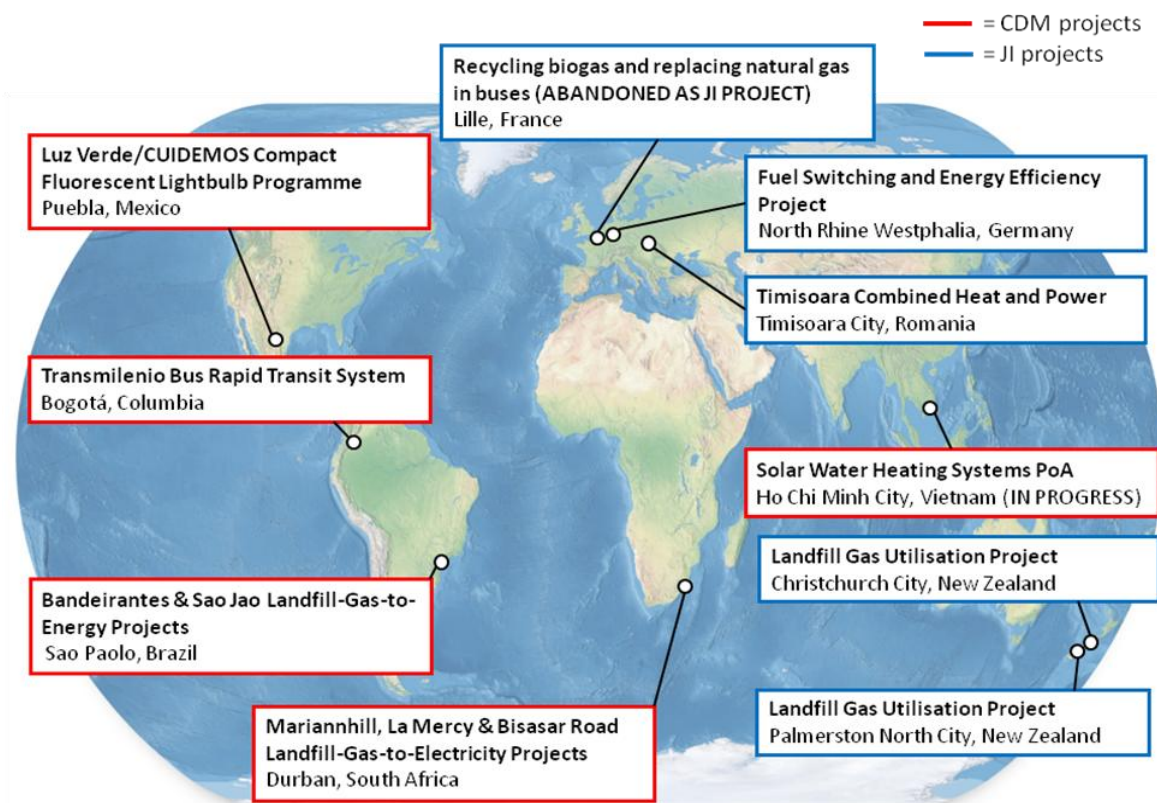 = CDM projects
= JI projects
Recycling biogas and replacing natural gas
in buses (ABANDONED AS JI PROJECT)
Lille, France
Luz Verde/CUIDEMOS Compact
Fluorescent Lightbulb Programme
Puebla, Mexico
Fuel Switching and Energy Efficiency
Project
North Rhine Westphalia, Germany
Timisoara Combined Heat and Power
Timisoara City, Romania
Transmilenio Bus Rapid Transit System
Bogotá, Columbia
Solar Water Heating Systems PoA
Ho Chi Minh City, Vietnam (IN PROGRESS)
Landfill Gas Utilisation Project
Christchurch City, New Zealand
Bandeirantes & Sao Jao Landfill-Gas-to-
Energy Projects
Sao Paolo, Brazil
Landfill Gas Utilisation Project
Palmerston North City, New Zealand
Mariannhill, La Mercy & Bisasar Road
Landfill-Gas-to-Electricity Projects
Durban, South Africa